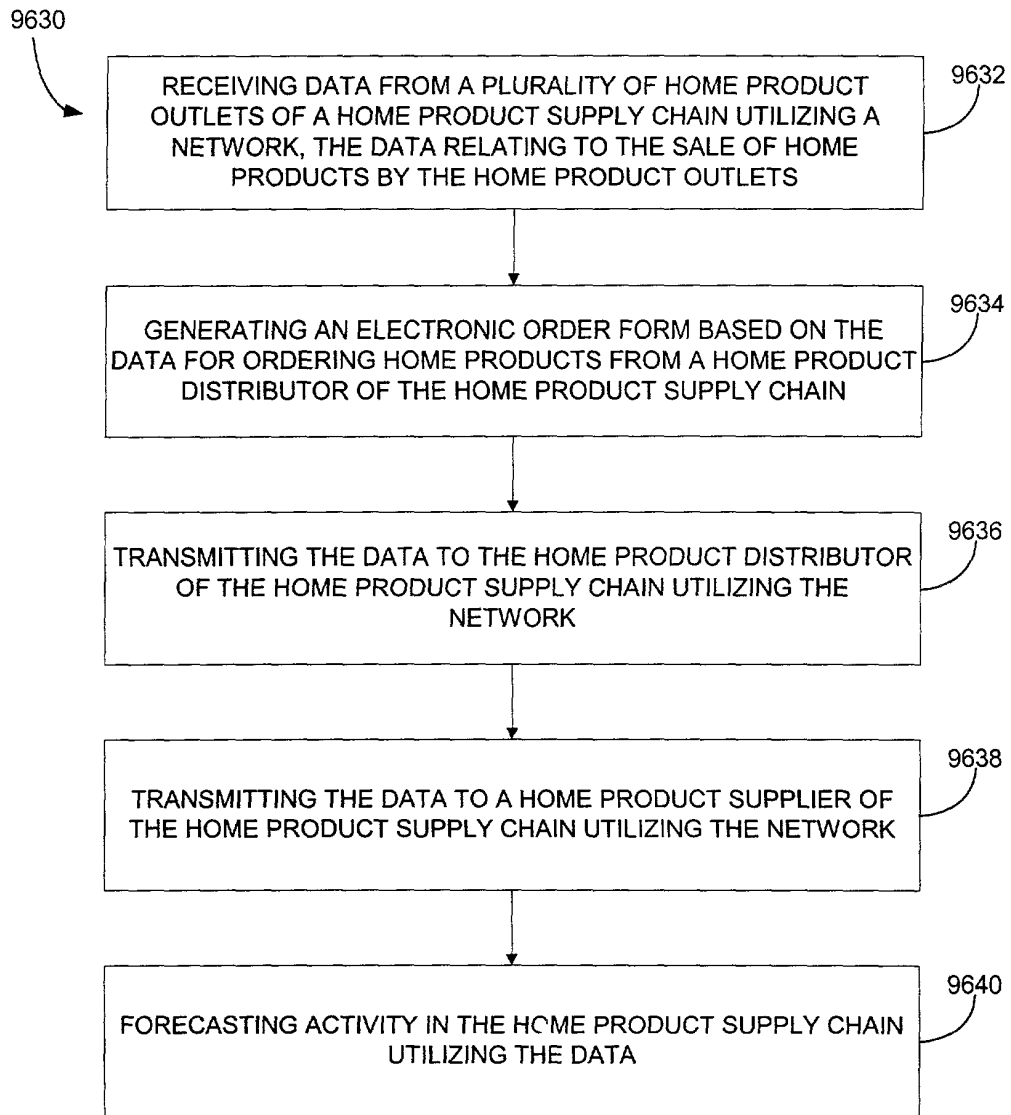 9630
RECEIVING DATA FROM A PLURALITY OF HOME PRODUCT
OUTLETS OF A HOME PRODUCT SUPPLY CHAIN UTILIZING A
NETWORK, THE DATA RELATING TO THE SALE OF HOME
PRODUCTS BY THE HOME PRODUCT OUTLETS
9632
GENERATING AN ELECTRONIC ORDER FORM BASED ON THE
DATA FOR ORDERING HOME PRODUCTS FROM A HOME PRODUCT
DISTRIBUTOR OF THE HOME PRODUCT SUPPLY CHAIN
9634
TRANSMITTING THE DATA TO THE HOME PRODUCT DISTRIBUTOR
OF THE HOME PRODUCT SUPPLY CHAIN UTILIZING THE
NETWORK
9636
TRANSMITTING THE DATA TO A HOME PRODUCT SUPPLIER OF
THE HOME PRODUCT SUPPLY CHAIN UTILIZING THE NETWORK
9638
FORECASTING ACTIVITY IN THE HOME PRODUCT SUPPLY CHAIN
UTILIZING THE DATA
9640